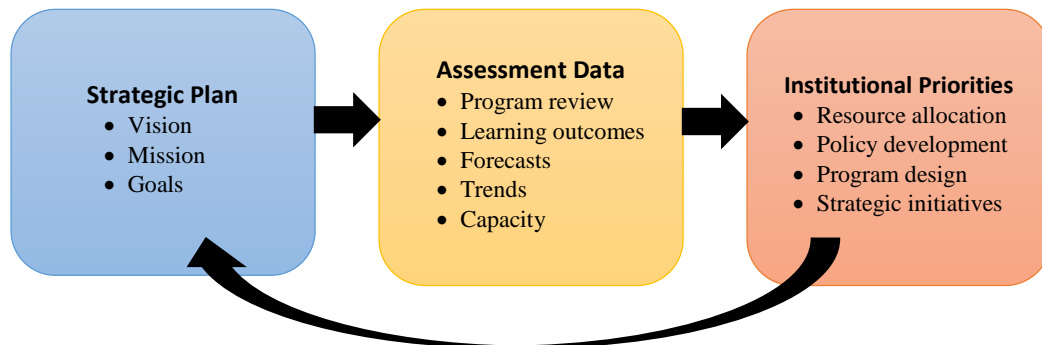 Strategic Plan
• Vision
• Mission
• Goals
Assessment Data
• Program review
• Learning outcomes
• Forecasts
• Trends
• Capacity
Institutional Priorities
• Resource allocation
• Policy development
• Program design
• Strategic initiatives